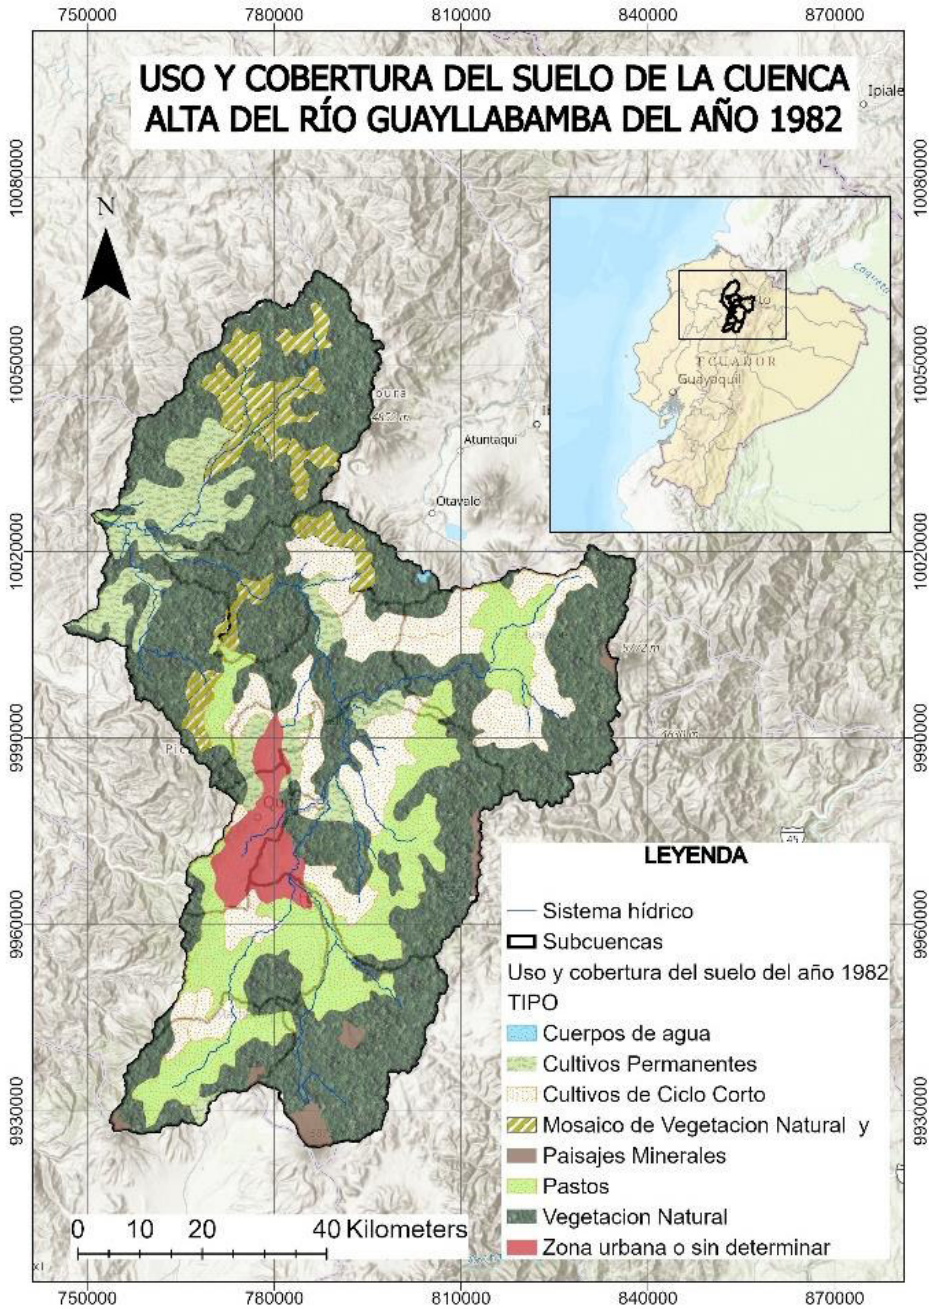 750000 780000 810000 840000 870000
USO Y COBERTURA DEL SUELO DE LA CUENCA
ALTA DEL RÍO GUAYLLABAMBA DEL AÑO 1982
Ipiale
N
10080000 10080000
Caqueta
ECUADOR
Guayaquil
10050000 10050000
Atuntaqui
Otavalo
10020000 10020000
5772 m
9990000 9990000
45
9960000 9960000
LEYENDA
Sistema hídrico
Subcuencas
Uso y cobertura del suelo del año 1982
TIPO
Cuerpos de agua
Cultivos Permanentes
Cultivos de Ciclo Corto
Mosaico de Vegetacion Natural y
Paisajes Minerales
Pastos
Vegetacion Natural
Zona urbana o sin determinar
9930000 9930000
0 10 20 40 Kilometers
750000 780000 810000 840000 870000